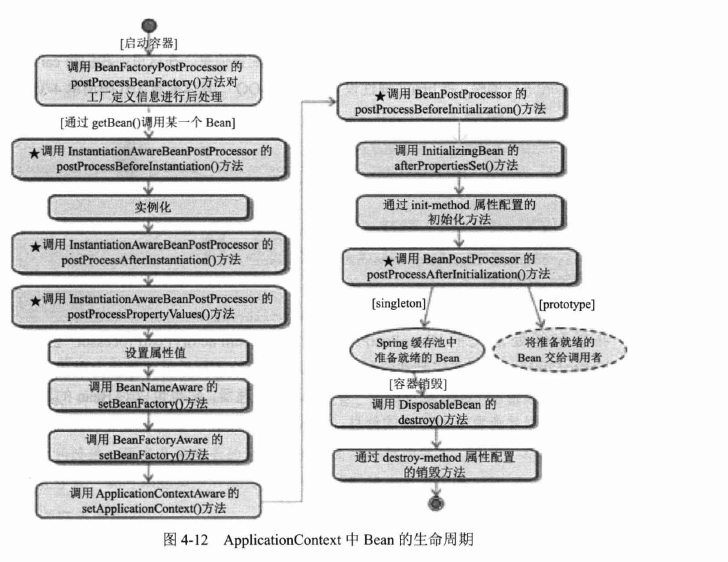 [启动容器]
调用 BeanFactoryPostProcessor 的
postProcessBeanFactory()方法对
工厂定义信息进行后处理
[通过 getBean()调用某一个 Bean]
★调用 InstantiationAwareBeanPostProcessor 的
postProcessBeforeInstantiation()方法
实例化
★调用 InstantiationAwareBeanPostProcessor 的
postProcessAfterInstantiation()方法
★调用 InstantiationAwareBeanPostProcessor 的
postProcessPropertyValues()方法
设置属性值
调用 BeanNameAware 的
setBeanFactory()方法
调用 BeanFactoryAware 的
setBeanFactory()方法
调用 ApplicationContextAware 的
setApplicationContext()方法
★调用 BeanPostProcessor 的
postProcessBeforeInitialization()方法
调用 InitializingBean 的
afterPropertiesSet()方法
通过 init-method 属性配置的
初始化方法
★调用 BeanPostProcessor 的
postProcessAfterInitialization()方法
[singleton]
[prototype]
Spring 缓存池中
准备就绪的 Bean
将准备就绪的
Bean 交给调用者
[容器销毁]
调用 DisposableBean 的
destroy()方法
通过 destroy-method 属性配置
的销毁方法
图 4-12 ApplicationContext 中 Bean 的生命周期